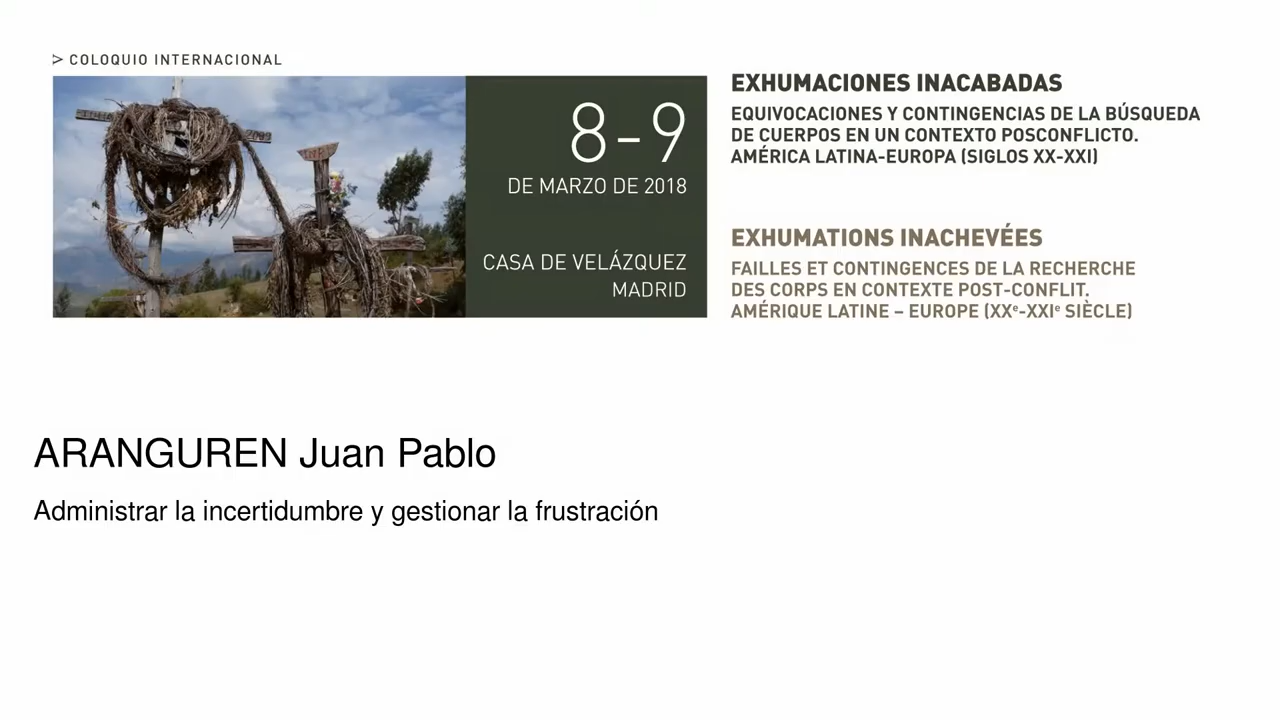 > COLOQUIO INTERNACIONAL
8-9
DE MARZO DE 2018
CASA DE VELÁZQUEZ
MADRID
EXHUMACIONES INACABADAS
EQUIVOCACIONES Y CONTINGENCIAS DE LA BÚSQUEDA
DE CUERPOS EN UN CONTEXTO POSCONFLICTO.
AMÉRICA LATINA-EUROPA (SIGLOS XX-XXI)
EXHUMATIONS INACHEVÉES
FAILLES ET CONTINGENCES DE LA RECHERCHE
DES CORPS EN CONTEXTE POST-CONFLIT.
AMÉRIQUE LATINE – EUROPE (XXᵉ-XXIᵉ SIÈCLE)
ARANGUREN Juan Pablo
Administrar la incertidumbre y gestionar la frustración